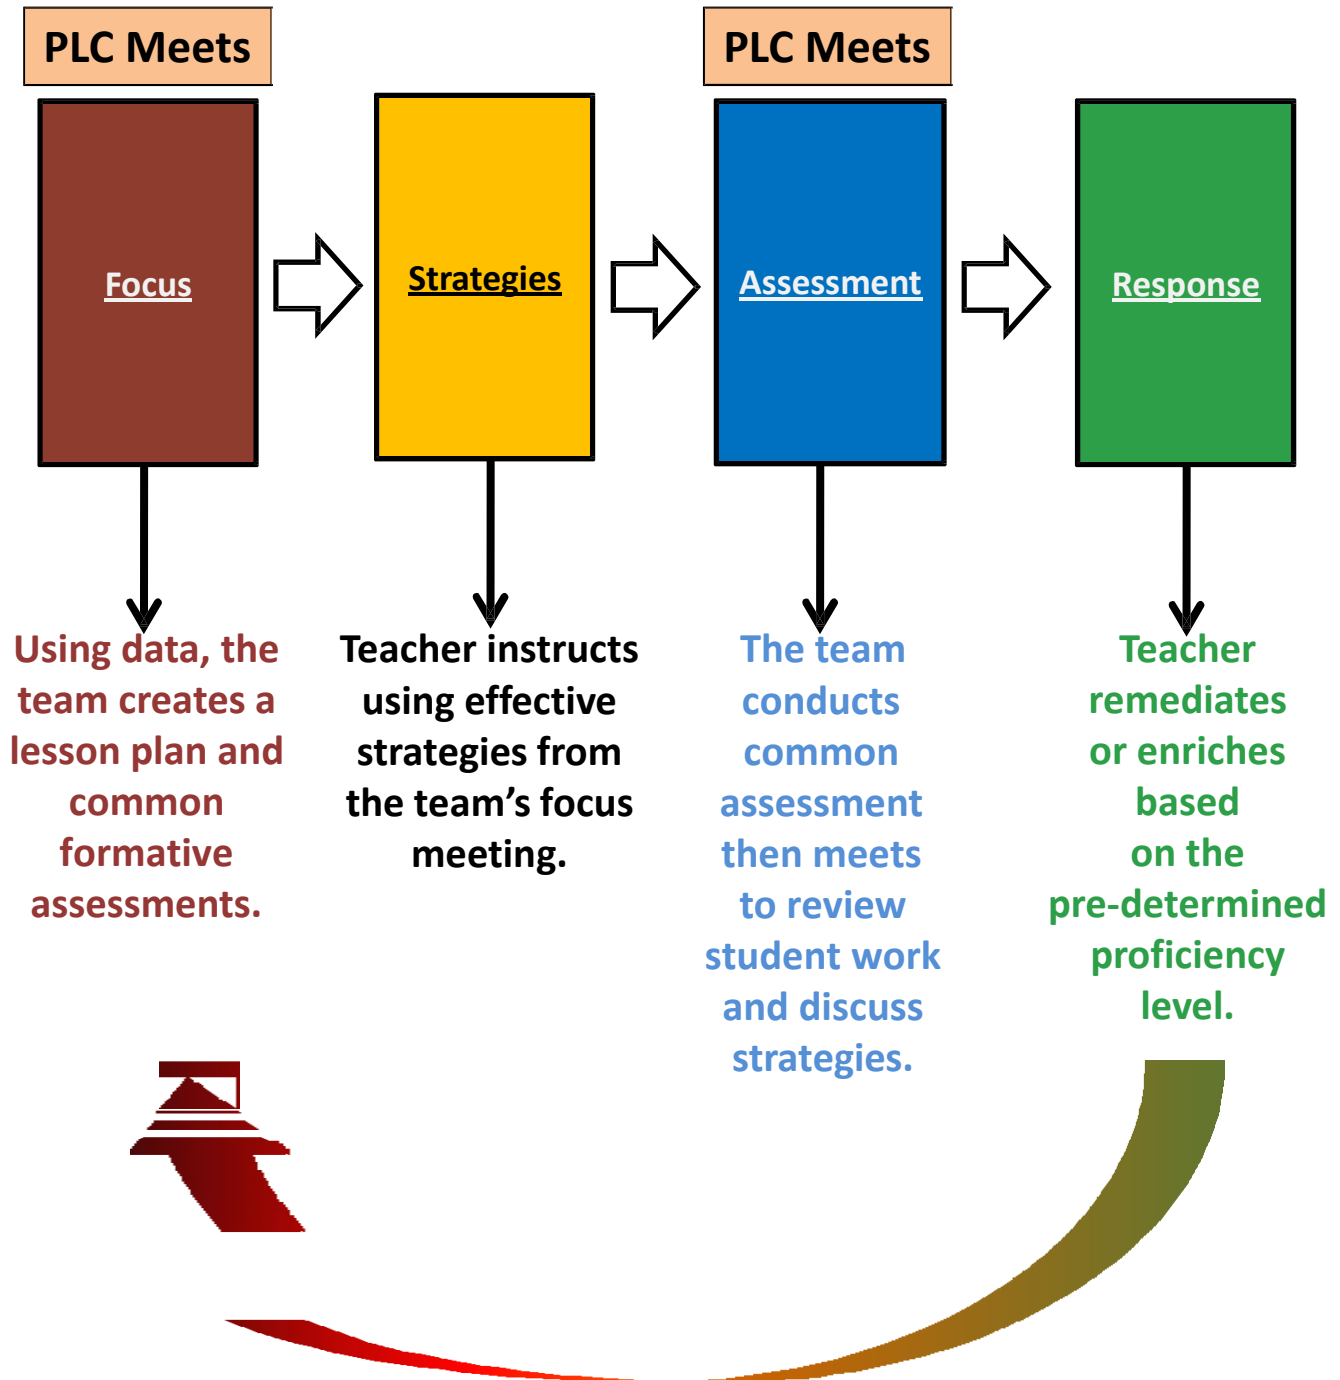 PLC Meets
PLC Meets
Focus
Strategies
Assessment
Response
Using data, the
team creates a
lesson plan and
common
formative
assessments.
Teacher instructs
using effective
strategies from
the team’s focus
meeting.
The team
conducts
common
assessment
then meets
to review
student work
and discuss
strategies.
Teacher
remediates
or enriches
based
on the
pre-determined
proficiency
level.